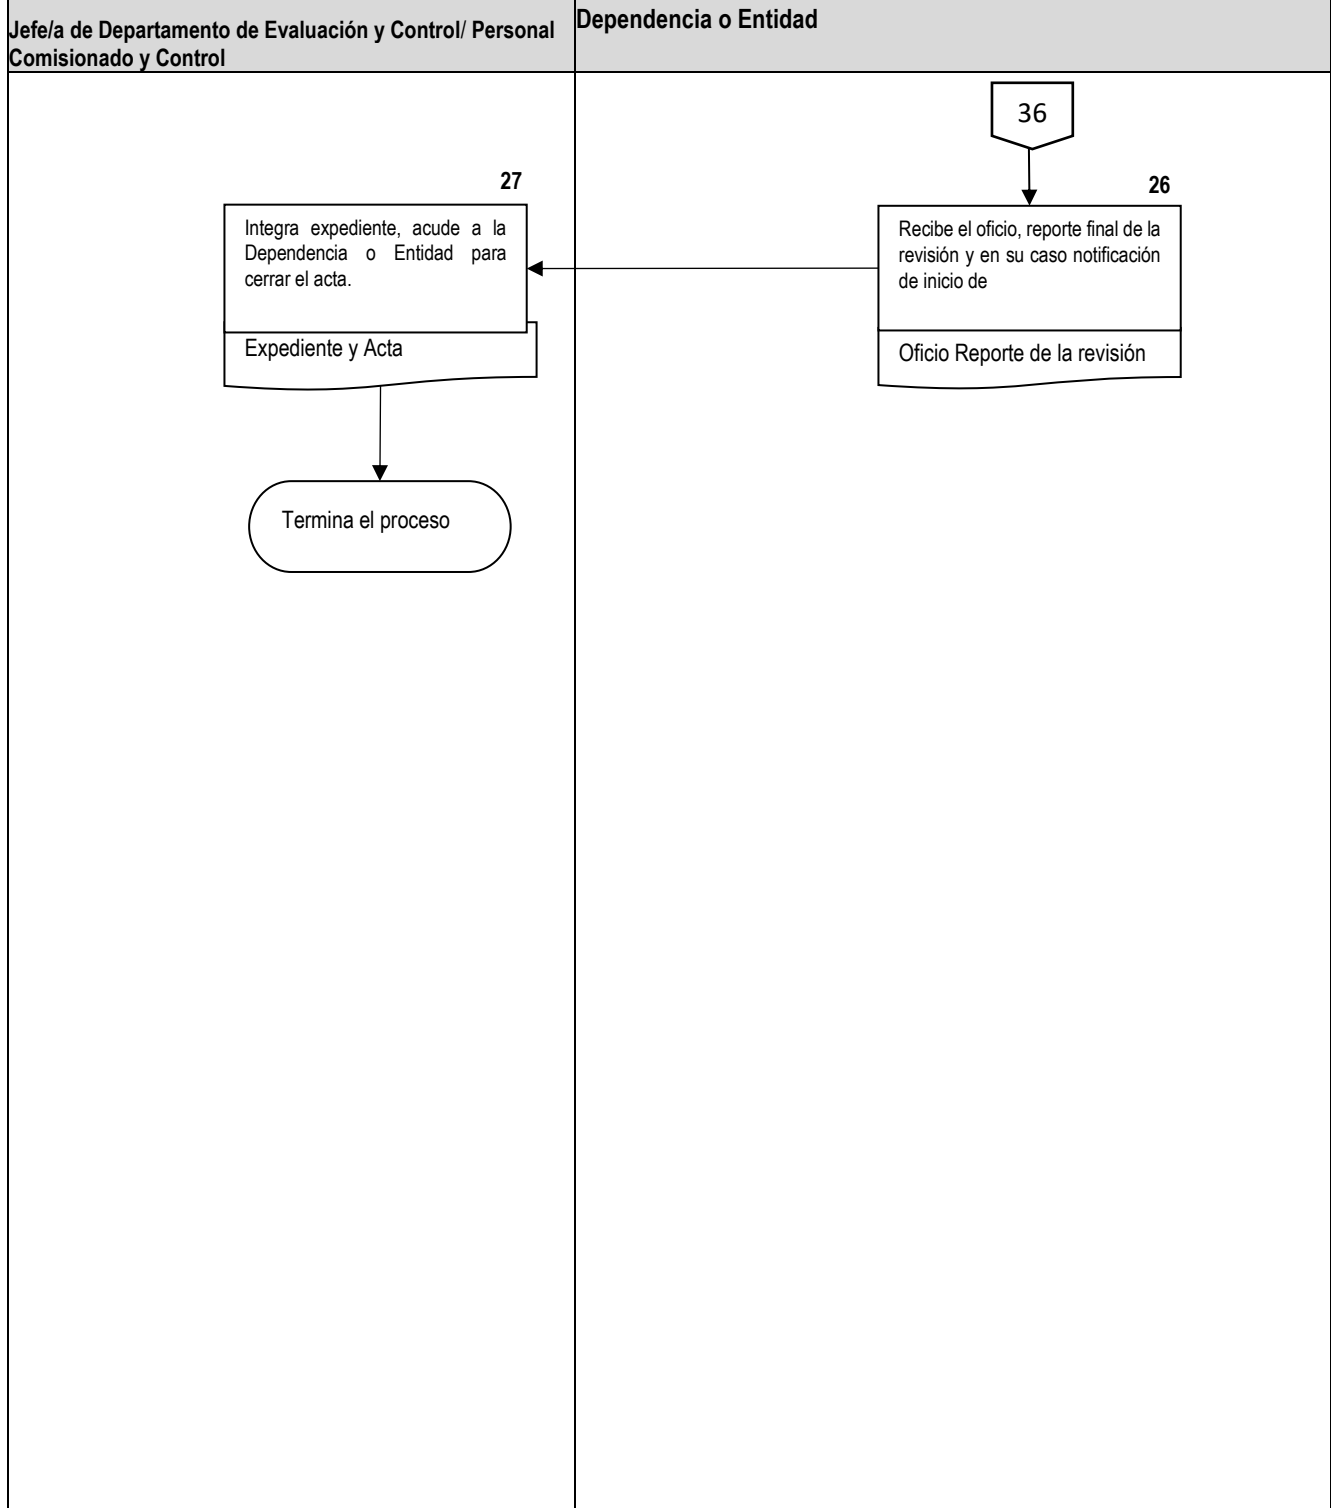 Jefe/a de Departamento de Evaluación y Control/ Personal
Comisionado y Control
Dependencia o Entidad
36
27
Integra expediente, acude a la
Dependencia o Entidad para
cerrar el acta.
Expediente y Acta
Termina el proceso
26
Recibe el oficio, reporte final de la
revisión y en su caso notificación
de inicio de
Oficio Reporte de la revisión